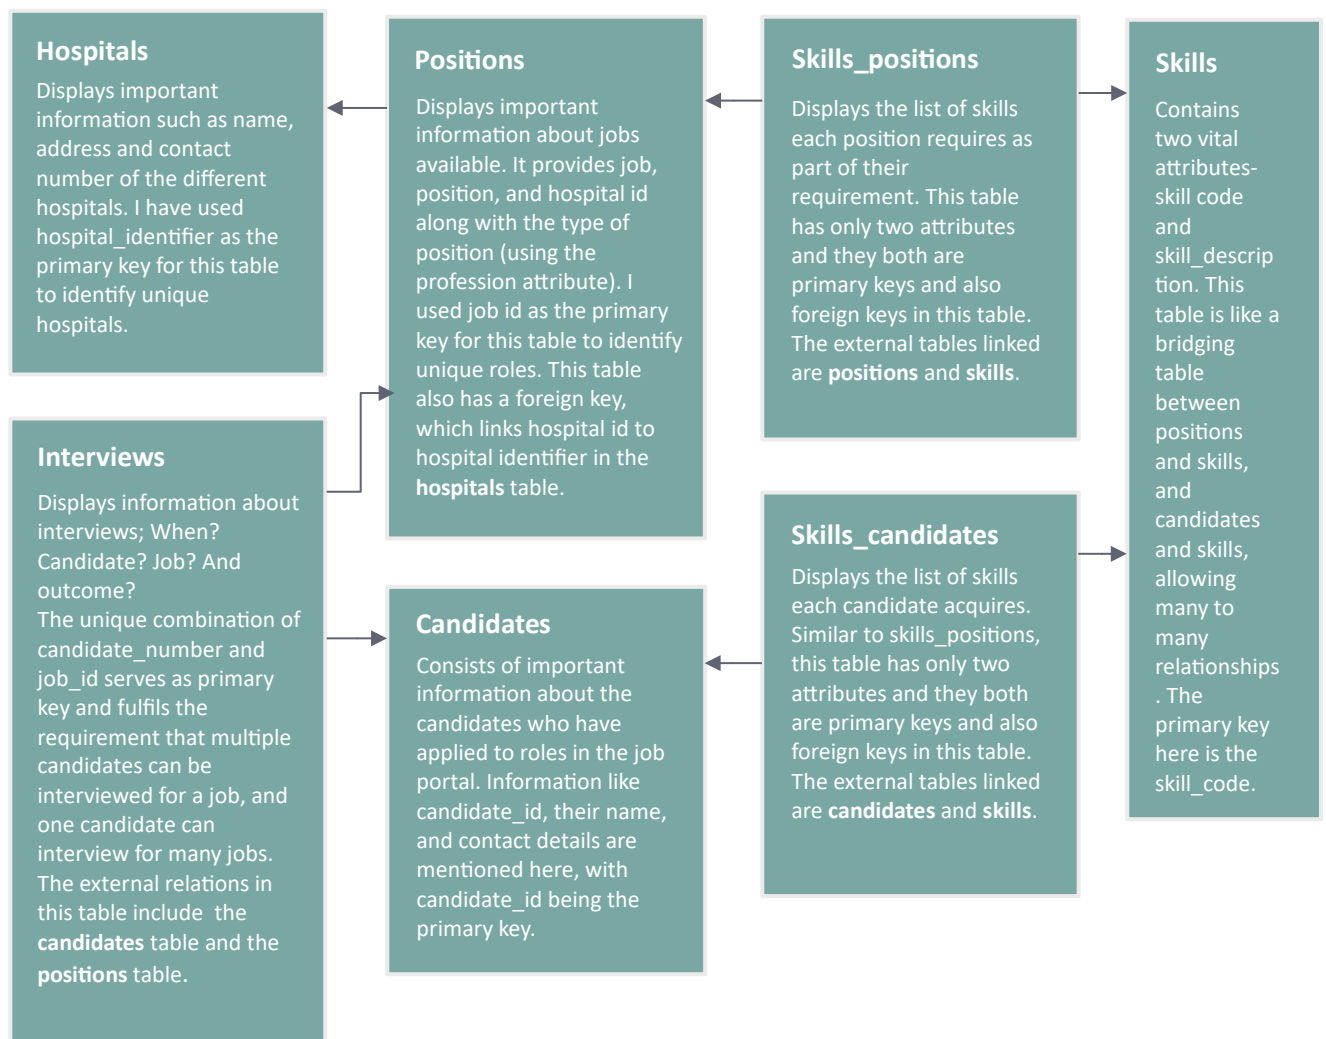 Hospitals
Displays important
information such as name,
address and contact
number of the different
hospitals. I have used
hospital_identifier as the
primary key for this table
to identify unique
hospitals.
Positions
Displays important
information about jobs
available. It provides job,
position, and hospital id
along with the type of
position (using the
profession attribute). I
used job id as the primary
key for this table to identify
unique roles. This table
also has a foreign key,
which links hospital id to
hospital identifier in the
hospitals table.
Skills_positions
Displays the list of skills
each position requires as
part of their
requirement. This table
has only two attributes
and they both are
primary keys and also
foreign keys in this table.
The external tables linked
are positions and skills.
Skills
Contains
two vital
attributes-
skill code
and
skill_descrip
tion. This
table is like a
bridging
table
between
positions
and skills,
and
candidates
and skills,
allowing
many to
many
relationships
. The
primary key
here is the
skill_code.
Interviews
Displays information about
interviews; When?
Candidate? Job? And
outcome?
The unique combination of
candidate_number and
job_id serves as primary
key and fulfils the
requirement that multiple
candidates can be
interviewed for a job, and
one candidate can
interview for many jobs.
The external relations in
this table include  the
candidates table and the
positions table.
Candidates
Consists of important
information about the
candidates who have
applied to roles in the job
portal. Information like
candidate_id, their name,
and contact details are
mentioned here, with
candidate_id being the
primary key.
Skills_candidates
Displays the list of skills
each candidate acquires.
Similar to skills_positions,
this table has only two
attributes and they both
are primary keys and also
foreign keys in this table.
The external tables linked
are candidates and skills.